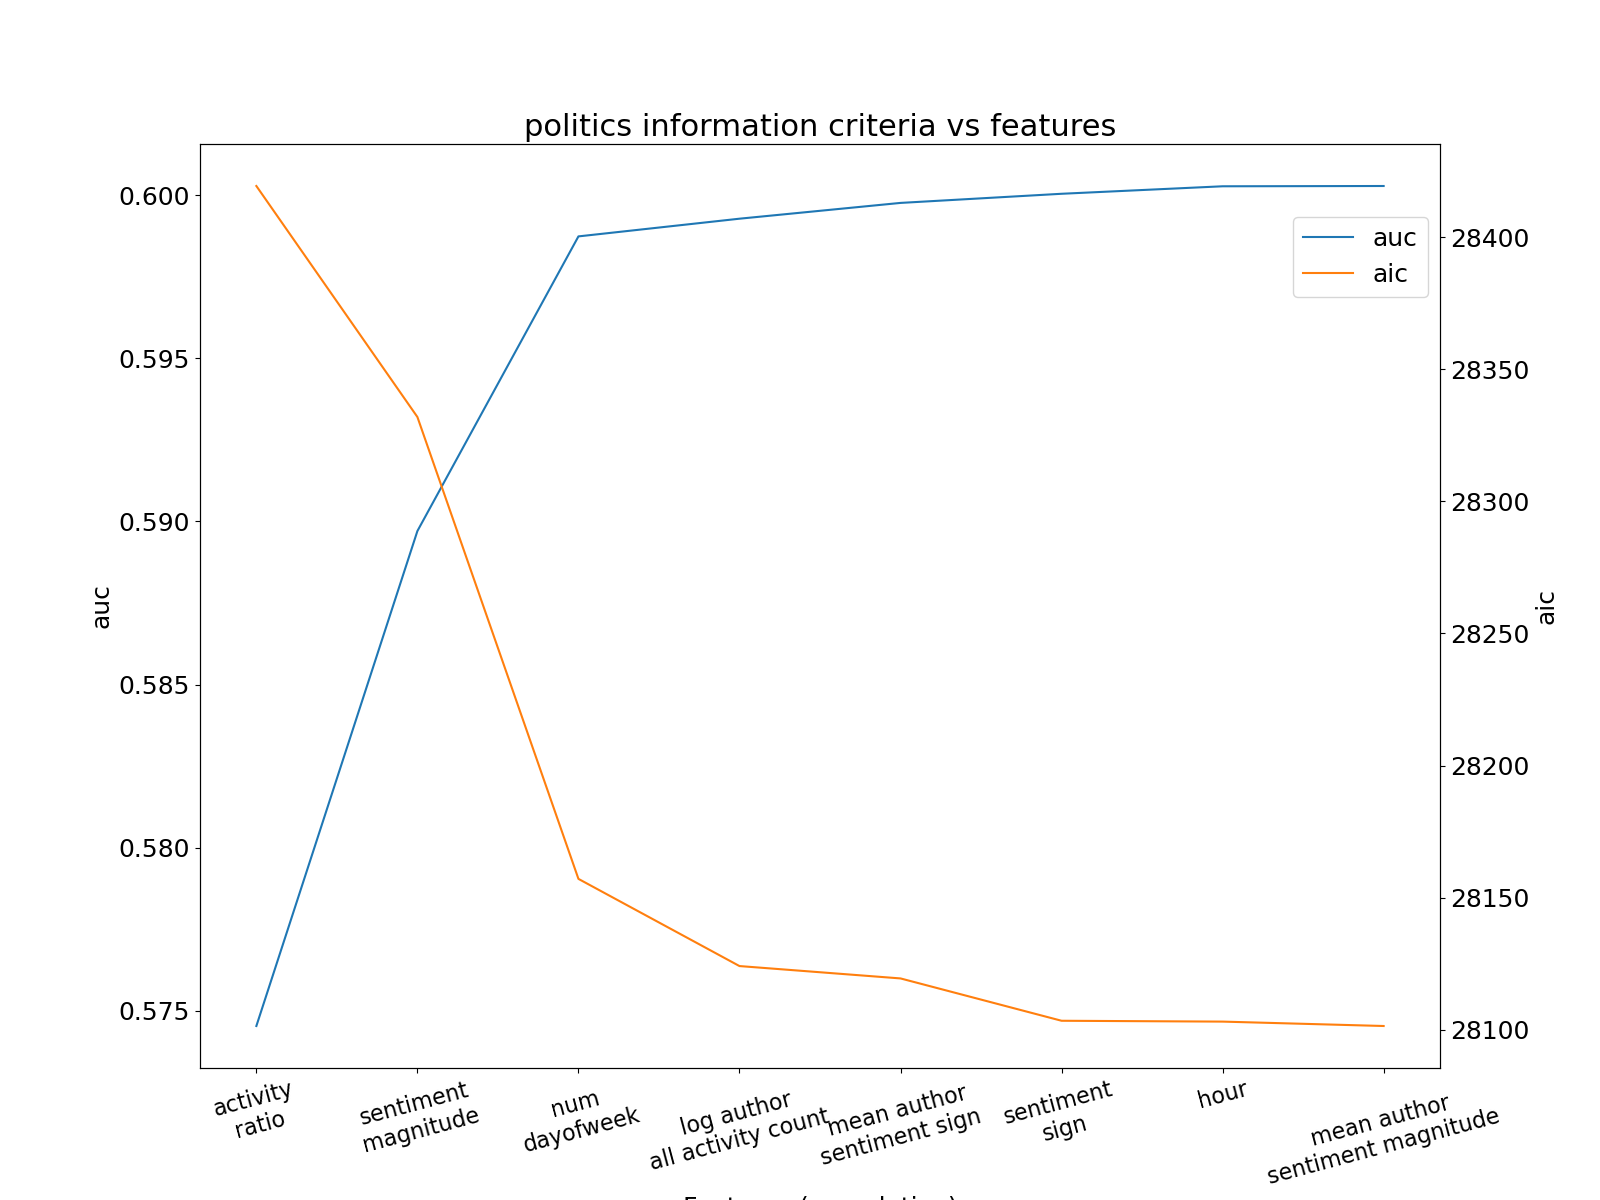 politics information criteria vs features
0.600
0.595
0.590
0.585
0.580
0.575
auc
auc
aic
28400
28350
28300
28250
28200
28150
28100
aic
activity
ratio
sentiment
magnitude
num
dayofweek
log author
all activity count
mean author
sentiment sign
sentiment
sign
hour
mean author
sentiment magnitude